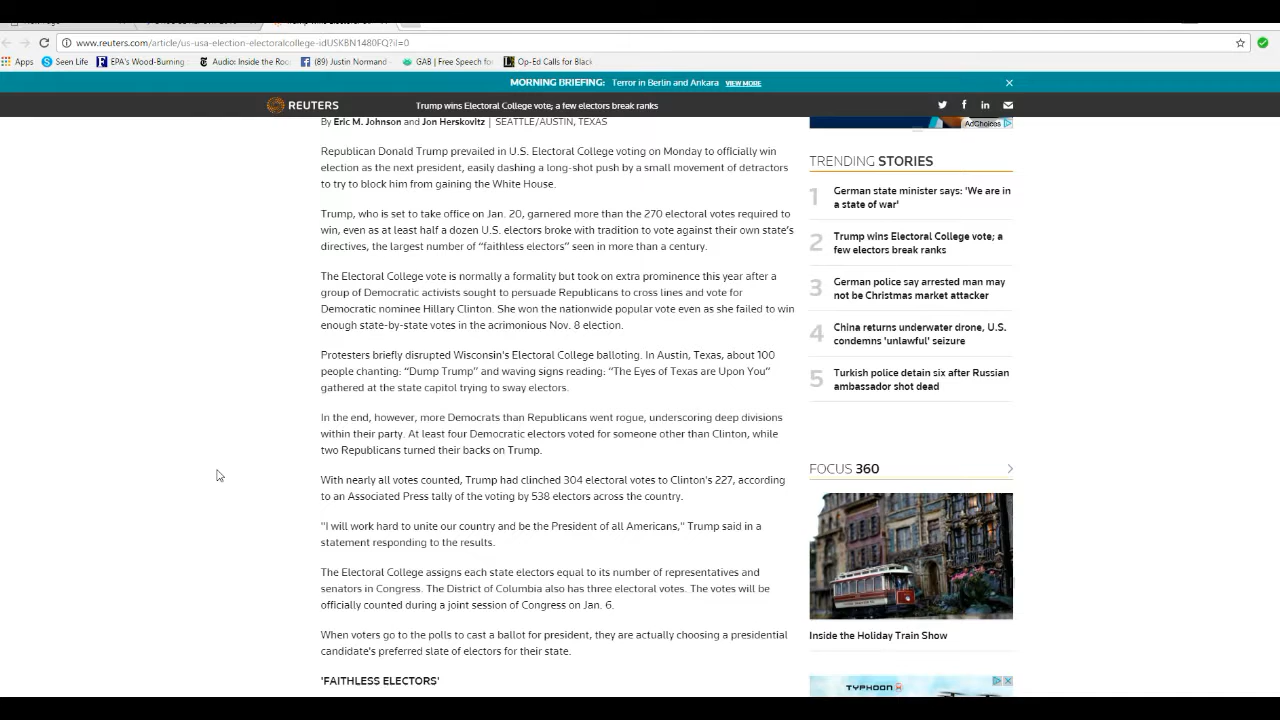 www.reuters.com/article/us-usa-election-electoralcollege-idUSKBN1480FQ?il=0
Apps
Seen Life
EPA's Wood-Burning
Audio: Inside the Roo
(89) Justin Normand
GAB | Free Speech fo
Op-Ed Calls for Black
MORNING BRIEFING: Terror in Berlin and Ankara VIEW MORE
REUTERS
Trump wins Electoral College vote; a few electors break ranks
By Eric M. Johnson and Jon Herskovitz | SEATTLE/AUSTIN, TEXAS
Republican Donald Trump prevailed in U.S. Electoral College voting on Monday to officially win
election as the next president, easily dashing a long-shot push by a small movement of detractors
to try to block him from gaining the White House.
Trump, who is set to take office on Jan. 20, garnered more than the 270 electoral votes required to
win, even as at least half a dozen U.S. electors broke with tradition to vote against their own state's
directives, the largest number of “faithless electors” seen in more than a century.
The Electoral College vote is normally a formality but took on extra prominence this year after a
group of Democratic activists sought to persuade Republicans to cross lines and vote for
Democratic nominee Hillary Clinton. She won the nationwide popular vote even as she failed to win
enough state-by-state votes in the acrimonious Nov. 8 election.
Protesters briefly disrupted Wisconsin's Electoral College balloting. In Austin, Texas, about 100
people chanting: “Dump Trump” and waving signs reading: “The Eyes of Texas are Upon You”
gathered at the state capitol trying to sway electors.
In the end, however, more Democrats than Republicans went rogue, underscoring deep divisions
within their party. At least four Democratic electors voted for someone other than Clinton, while
two Republicans turned their backs on Trump.
With nearly all votes counted, Trump had clinched 304 electoral votes to Clinton's 227, according
to an Associated Press tally of the voting by 538 electors across the country.
"I will work hard to unite our country and be the President of all Americans," Trump said in a
statement responding to the results.
The Electoral College assigns each state electors equal to its number of representatives and
senators in Congress. The District of Columbia also has three electoral votes. The votes will be
officially counted during a joint session of Congress on Jan. 6.
When voters go to the polls to cast a ballot for president, they are actually choosing a presidential
candidate's preferred slate of electors for their state.
'FAITHLESS ELECTORS'
AdChoices
TRENDING STORIES
1 German state minister says: 'We are in
a state of war'
2 Trump wins Electoral College vote; a
few electors break ranks
3 German police say arrested man may
not be Christmas market attacker
4 China returns underwater drone, U.S.
condemns 'unlawful' seizure
5 Turkish police detain six after Russian
ambassador shot dead
FOCUS 360
Inside the Holiday Train Show
TYPHOON H